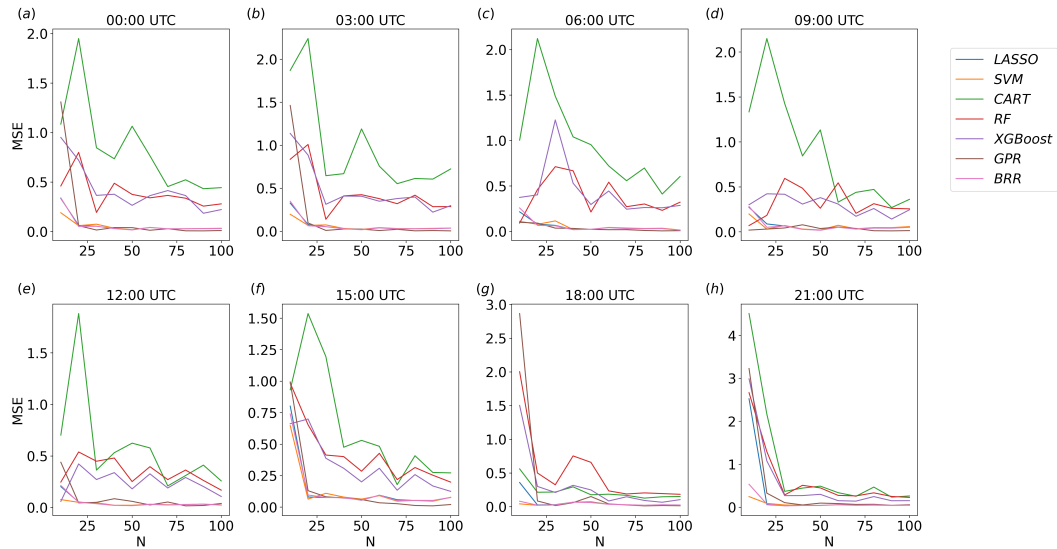 (a) 00:00 UTC
(b) 03:00 UTC
(c) 06:00 UTC
(d) 09:00 UTC
MSE
2.0
1.5
1.0
0.5
0.0
25 50 75 100
2.0
1.5
1.0
0.5
0.0
25 50 75 100
2.0
1.5
1.0
0.5
0.0
25 50 75 100
2.0
1.5
1.0
0.5
0.0
25 50 75 100
LASSO
SVM
CART
RF
XGBoost
GPR
BRR
(e) 12:00 UTC
(f) 15:00 UTC
(g) 18:00 UTC
(h) 21:00 UTC
MSE
1.5
1.0
0.5
0.0
25 50 75 100
N
1.50
1.25
1.00
0.75
0.50
0.25
0.00
25 50 75 100
N
3.0
2.5
2.0
1.5
1.0
0.5
0.0
25 50 75 100
N
4
3
2
1
0
25 50 75 100
N